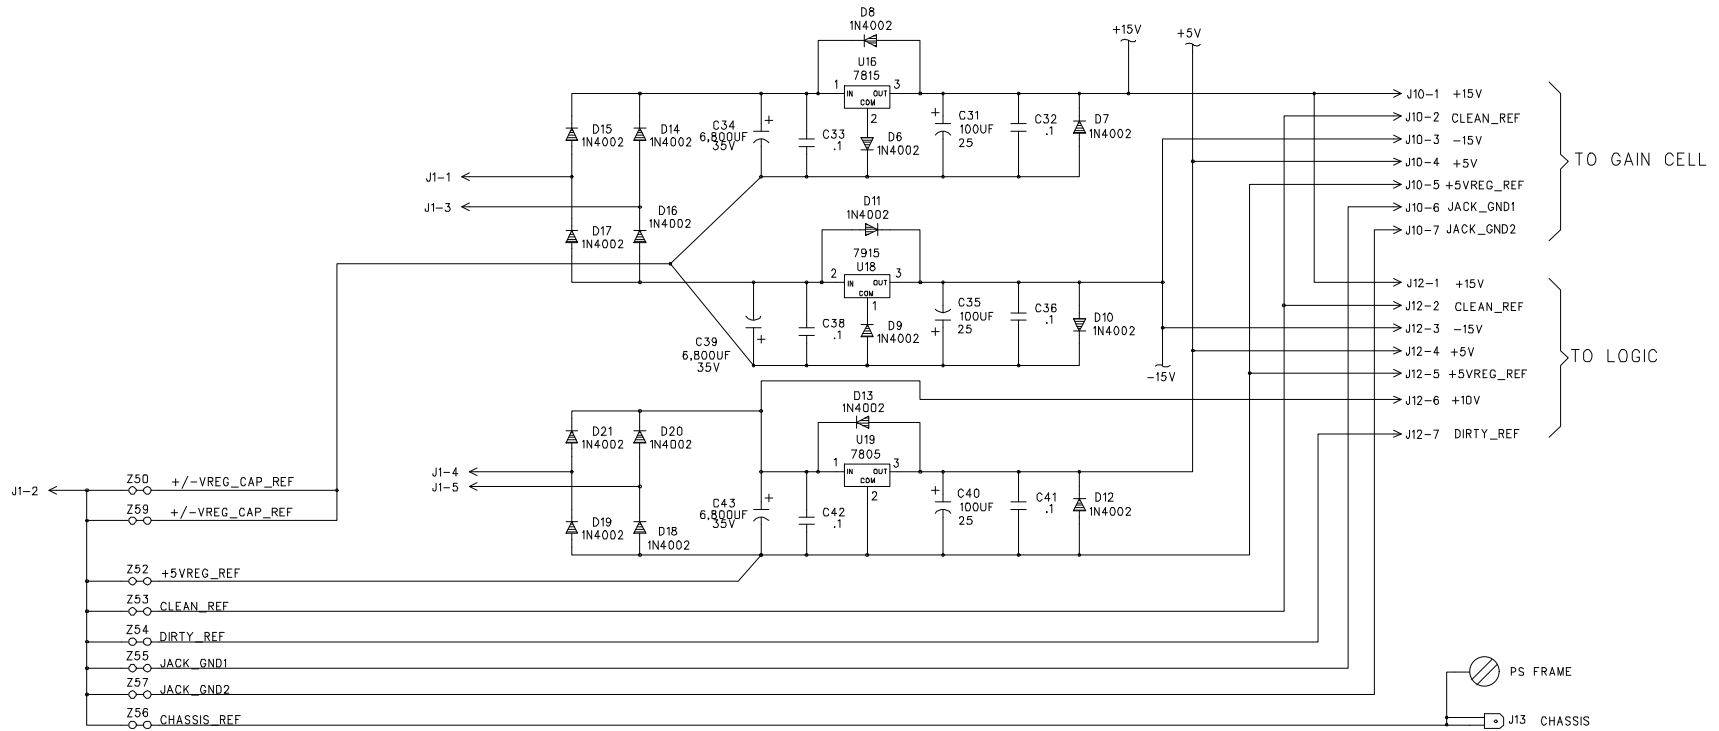 D8
1N4002
U16
7815
1
IN
OUT
3
COM
2
D6
1N4002
D15
1N4002
D14
1N4002
C34
6,800UF
35V
+
C33
.1
+
C31
100UF
25
C32
.1
D7
1N4002
+15V
+5V
J1-1
J1-3
D17
1N4002
D16
1N4002
D11
1N4002
7915
U18
2
IN
OUT
3
COM
1
D9
1N4002
C39
6,800UF
35V
+
C38
.1
C35
100UF
25
+
C36
.1
D10
1N4002
-15V
D13
1N4002
U19
7805
1
IN
OUT
3
COM
2
D21
1N4002
D20
1N4002
J1-4
J1-5
D19
1N4002
D18
1N4002
C43
6,800UF
35V
+
C42
.1
+
C40
100UF
25
C41
.1
D12
1N4002
J10-1 +15V
J10-2 CLEAN_REF
J10-3 -15V
J10-4 +5V
J10-5 +5VREG_REF
J10-6 JACK_GND1
J10-7 JACK_GND2
TO GAIN CELL
J12-1 +15V
J12-2 CLEAN_REF
J12-3 -15V
J12-4 +5V
J12-5 +5VREG_REF
J12-6 +10V
J12-7 DIRTY_REF
TO LOGIC
J1-2
Z50 +/-VREG_CAP_REF
Z59 +/-VREG_CAP_REF
Z52 +5VREG_REF
Z53 CLEAN_REF
Z54 DIRTY_REF
Z55 JACK_GND1
Z57 JACK_GND2
Z56 CHASSIS_REF
PS FRAME
J13 CHASSIS